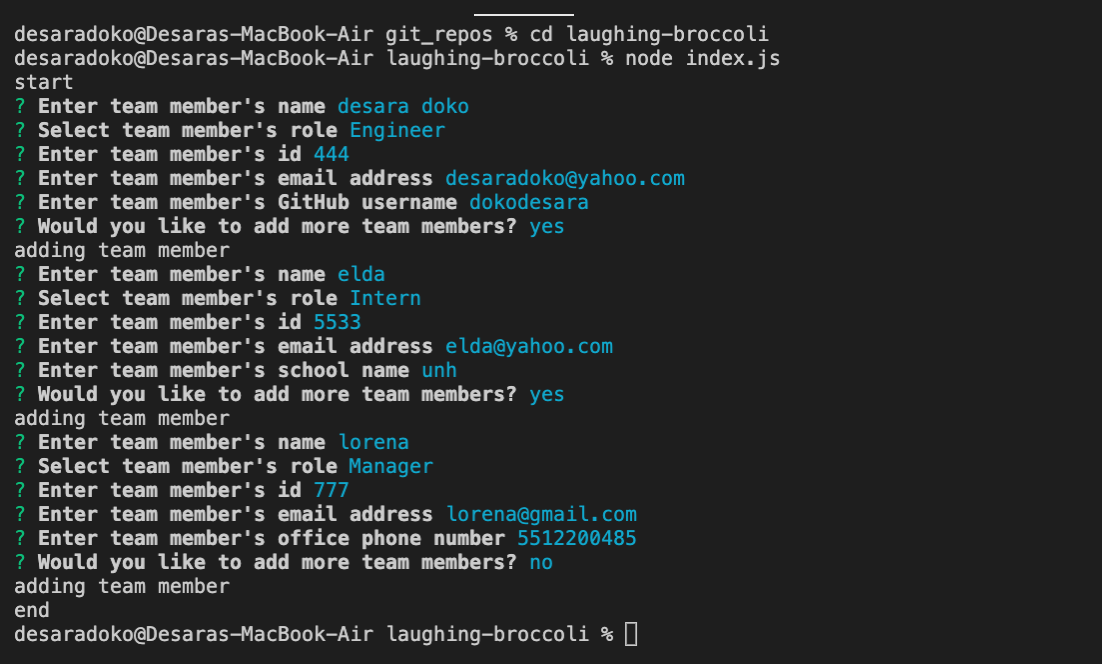 desaradoko@Desaras-MacBook-Air git_repos % cd laughing-broccoli
desaradoko@Desaras-MacBook-Air laughing-broccoli % node index.js
start
? Enter team member's name desara doko
? Select team member's role Engineer
? Enter team member's id 444
? Enter team member's email address desaradoko@yahoo.com
? Enter team member's GitHub username dokodesara
? Would you like to add more team members? yes
adding team member
? Enter team member's name elda
? Select team member's role Intern
? Enter team member's id 5533
? Enter team member's email address elda@yahoo.com
? Enter team member's school name unh
? Would you like to add more team members? yes
adding team member
? Enter team member's name lorena
? Select team member's role Manager
? Enter team member's id 777
? Enter team member's email address lorena@gmail.com
? Enter team member's office phone number 5512200485
? Would you like to add more team members? no
adding team member
end
desaradoko@Desaras-MacBook-Air laughing-broccoli %